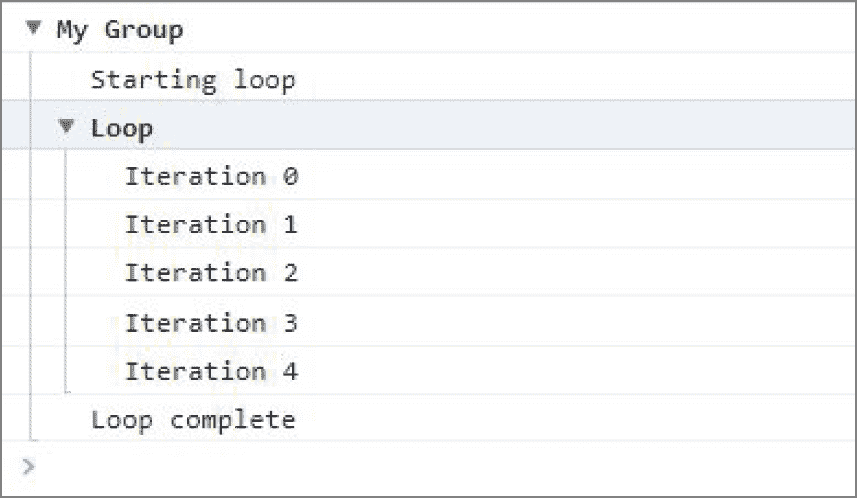 My Group
Starting loop
Loop
Iteration 0
Iteration 1
Iteration 2
Iteration 3
Iteration 4
Loop complete
>